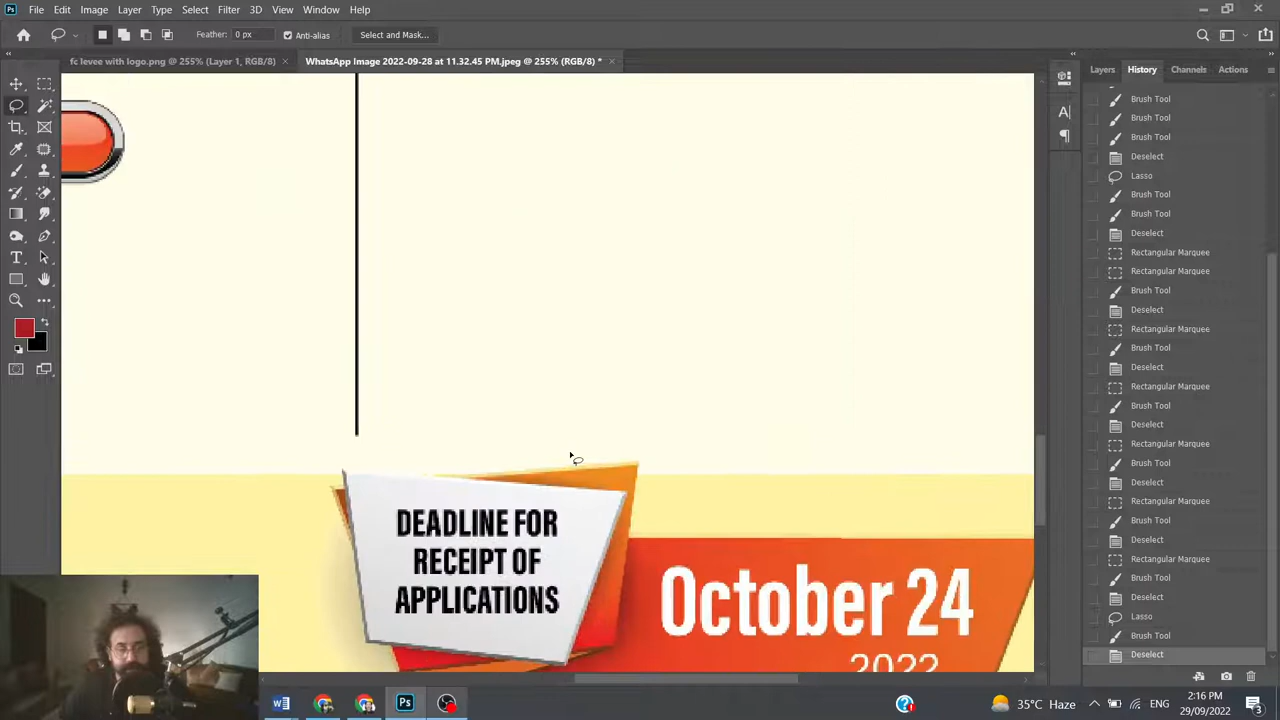 Ps File Edit Image Layer Type Select Filter 3D View Window Help
Feather: 0 px Anti-alias Select and Mask...
fc levee with logo.png @ 255% (Layer 1, RGB/8) × WhatsApp Image 2022-09-28 at 11.32.45 PM.jpeg @ 255% (RGB/8) * ×
Layers History Channels Actions
Brush Tool
Brush Tool
Brush Tool
Deselect
Lasso
Brush Tool
Brush Tool
Deselect
Rectangular Marquee
Rectangular Marquee
Brush Tool
Deselect
Rectangular Marquee
Brush Tool
Deselect
Rectangular Marquee
Brush Tool
Deselect
Rectangular Marquee
Brush Tool
Deselect
Rectangular Marquee
Brush Tool
Deselect
Rectangular Marquee
Brush Tool
Deselect
Lasso
Brush Tool
Deselect
DEADLINE FOR
RECEIPT OF
APPLICATIONS
October 24
2022
Ps
35°C Haze
2:16 PM
29/09/2022
3